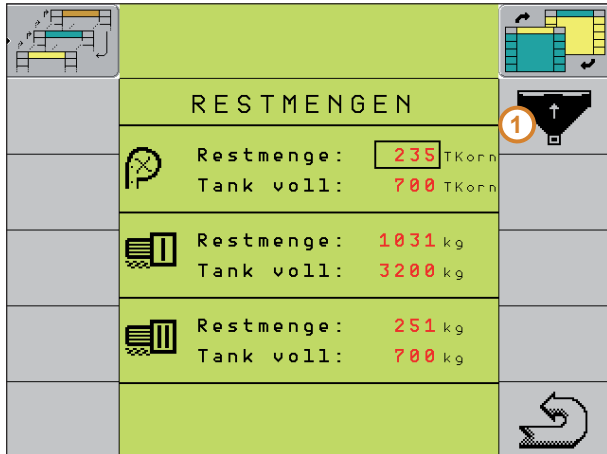 RESTMENGEN
1
Restmenge: 235 TKorn
Tank voll: 700 TKorn
Restmenge: 1031 kg
Tank voll: 3200 kg
Restmenge: 251 kg
Tank voll: 700 kg